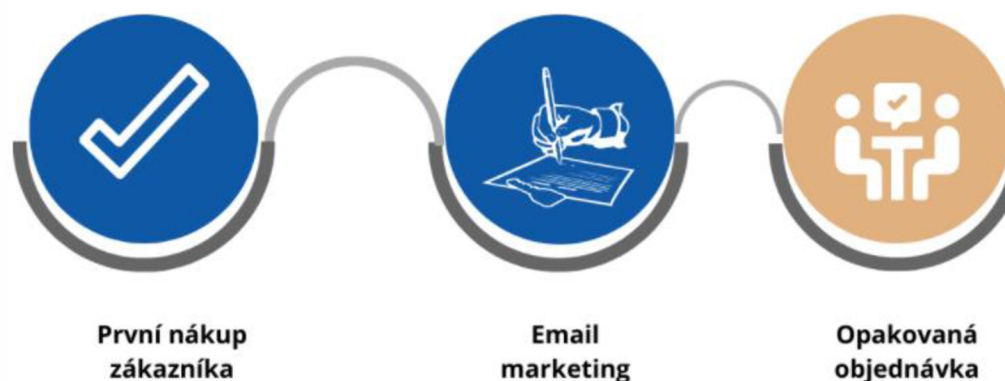 První nákup
zákazníka
Email
marketing
Opakovaná
objednávka